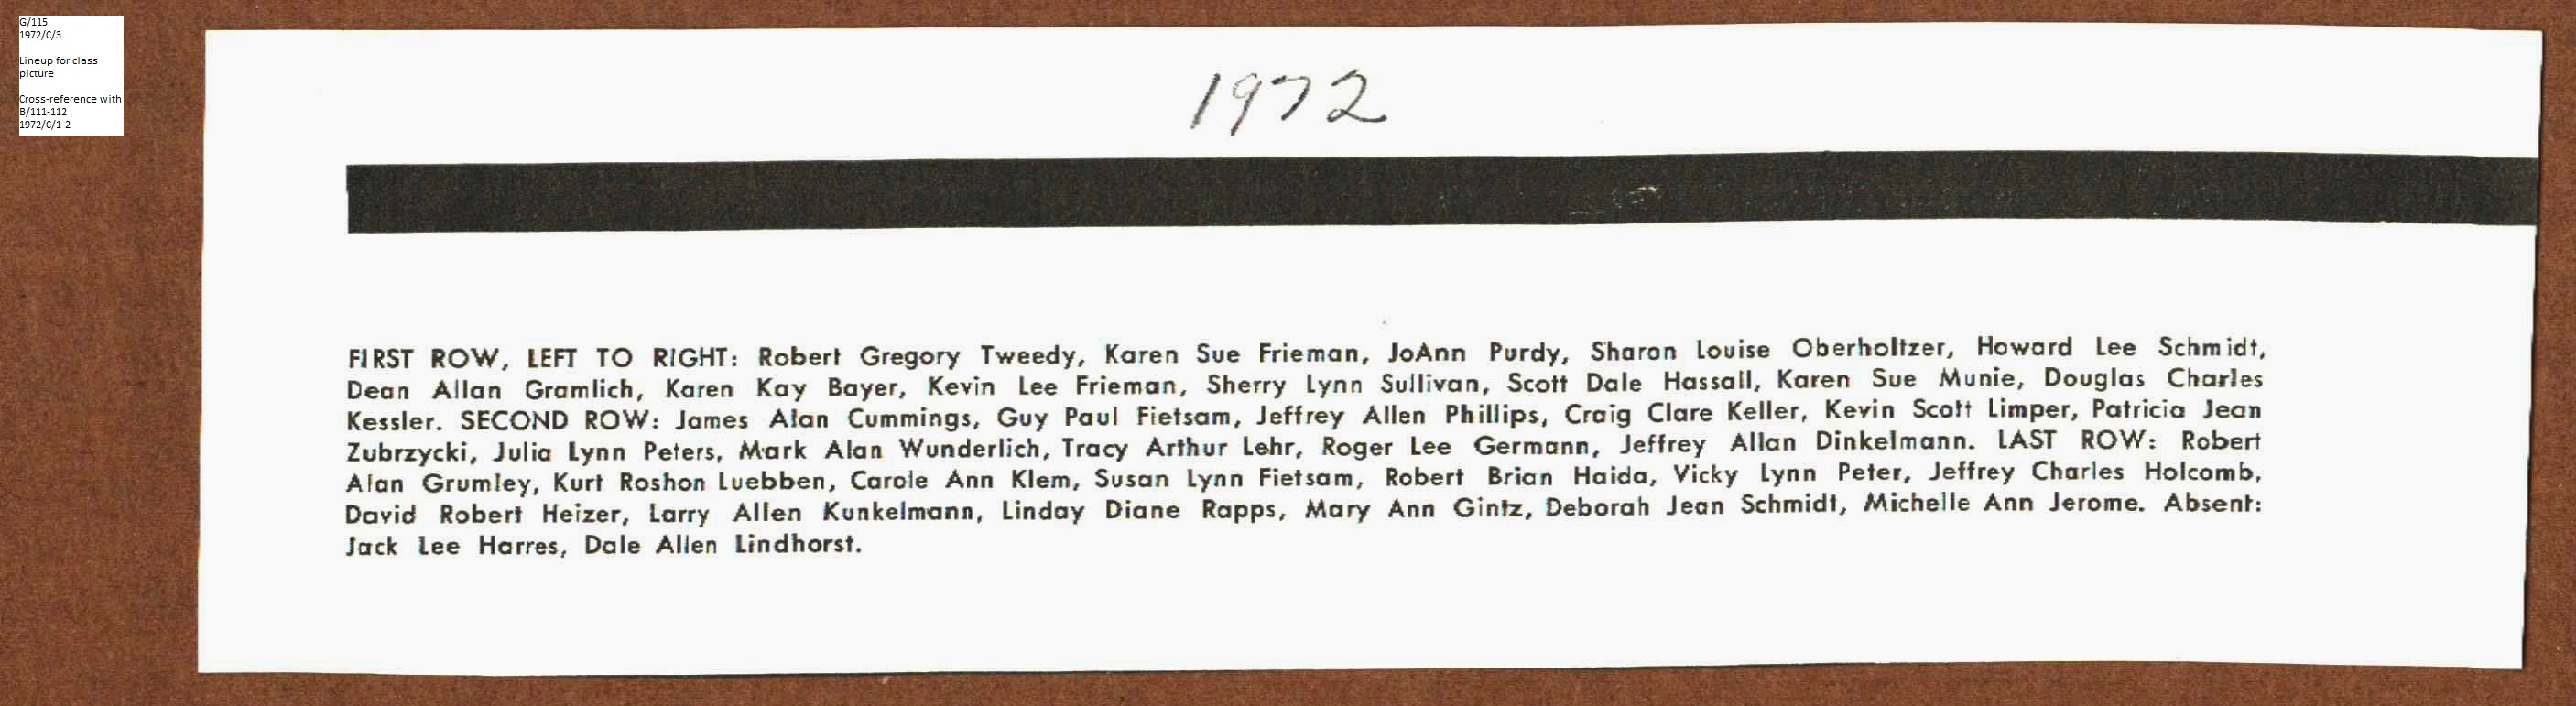 G/115
1972/C/3
Lineup for class
picture
Cross-reference with
B/111-112
1972/C/1-2
1972
FIRST ROW, LEFT TO RIGHT: Robert Gregory Tweedy, Karen Sue Frieman, JoAnn Purdy, Sharon Louise Oberholtzer, Howard Lee Schmidt,
Dean Allan Gramlich, Karen Kay Bayer, Kevin Lee Frieman, Sherry Lynn Sullivan, Scott Dale Hassall, Karen Sue Munie, Douglas Charles
Kessler. SECOND ROW: James Alan Cummings, Guy Paul Fietsam, Jeffrey Allen Phillips, Craig Clare Keller, Kevin Scott Limper, Patricia Jean
Zubrzycki, Julia Lynn Peters, Mark Alan Wunderlich, Tracy Arthur Lehr, Roger Lee Germann, Jeffrey Allan Dinkelmann. LAST ROW: Robert
Alan Grumley, Kurt Roshon Luebben, Carole Ann Klem, Susan Lynn Fietsam, Robert Brian Haida, Vicky Lynn Peter, Jeffrey Charles Holcomb,
David Robert Heizer, Larry Allen Kunkelmann, Linday Diane Rapps, Mary Ann Gintz, Deborah Jean Schmidt, Michelle Ann Jerome. Absent:
Jack Lee Harres, Dale Allen Lindhorst.